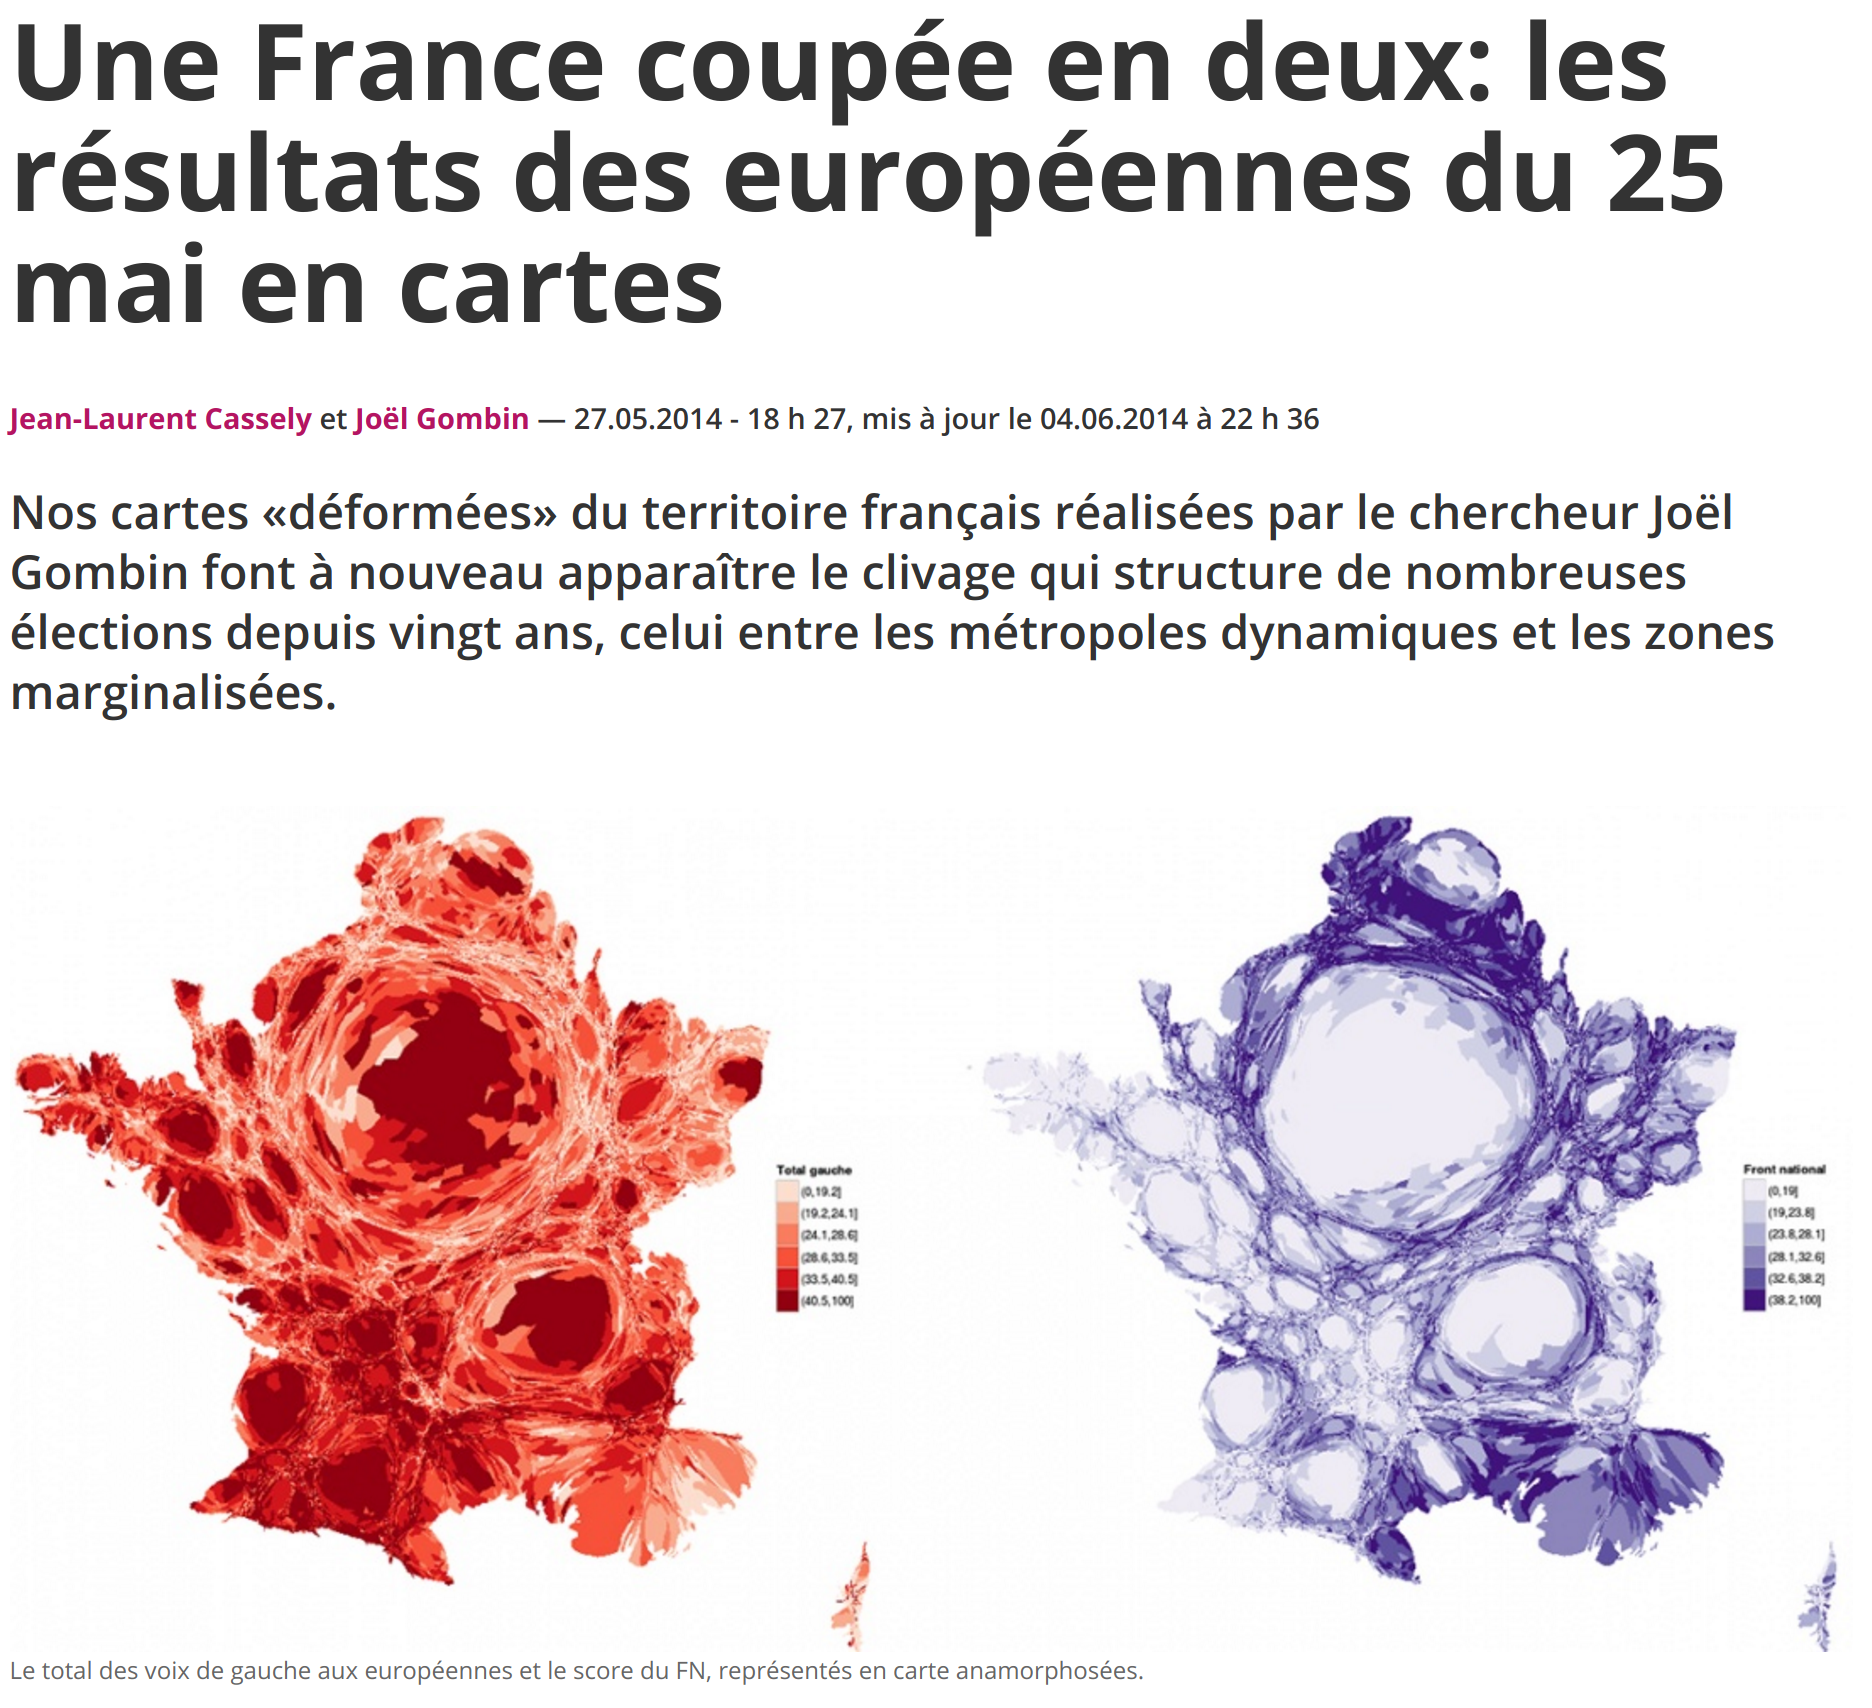 Une France coupée en deux: les
résultats des européennes du 25
mai en cartes
Jean-Laurent Cassely et Joël Gombin — 27.05.2014 - 18 h 27, mis à jour le 04.06.2014 à 22 h 36
Nos cartes «déformées» du territoire français réalisées par le chercheur Joël
Gombin font à nouveau apparaître le clivage qui structure de nombreuses
élections depuis vingt ans, celui entre les métropoles dynamiques et les zones
marginalisées.
Total gauche
(0,19.2]
(19.2,24.1]
(24.1,28.6]
(28.6,33.5]
(33.5,40.5]
(40.5,100]
Front national
(0,19]
(19,23.8]
(23.8,28.1]
(28.1,32.6]
(32.6,38.2]
(38.2,100]
Le total des voix de gauche aux européennes et le score du FN, représentés en carte anamorphosées.